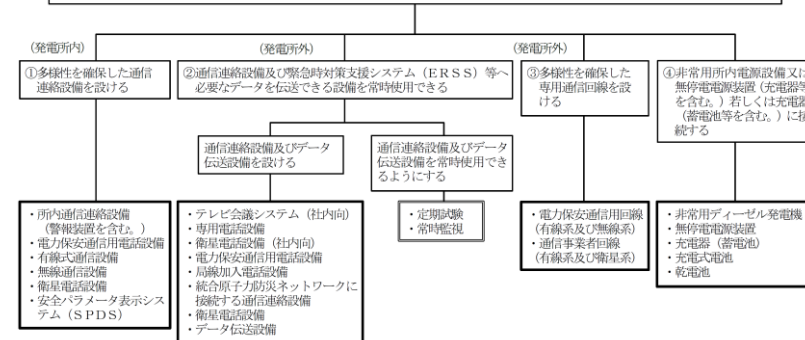 (発電所内)
(発電所外)
(発電所外)
①多様性を確保した通信
連絡設備を設ける
②通信連絡設備及び緊急時対策支援システム（ＥＲＳＳ）等へ
必要なデータを伝送できる設備を常時使用できる
③多様性を確保した
専用通信回線を設
ける
④非常用所内電源設備又は
無停電電源装置（充電器等
を含む。）若しくは充電器
（蓄電池等を含む。）に接
続する
通信連絡設備及びデータ
伝送設備を設ける
通信連絡設備及びデータ
伝送設備を常時使用でき
るようにする
・所内通信連絡設備
（警報装置を含む。）
・電力保安通信用電話設備
・有線式通信設備
・無線通信設備
・衛星電話設備
・安全パラメータ表示シス
テム（ＳＰＤＳ）
・テレビ会議システム（社内向）
・専用電話設備
・衛星電話設備（社内向）
・電力保安通信用電話設備
・局線加入電話設備
・統合原子力防災ネットワークに
接続する通信連絡設備
・衛星電話設備
・データ伝送設備
・定期試験
・常時監視
・電力保安通信用回線
（有線系及び無線系）
・通信事業者回線
（有線系及び衛星系）
・非常用ディーゼル発電機
・無停電電源装置
・充電器（蓄電池）
・充電式電池
・乾電池